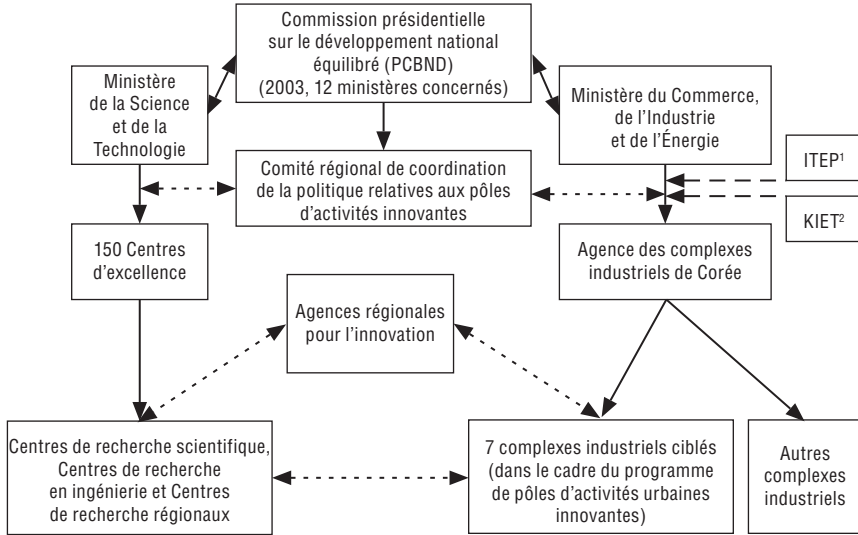 Commission présidentielle
sur le développement national
équilibré (PCBND)
(2003, 12 ministères concernés)
Ministère
de la Science
et de la
Technologie
Ministère du Commerce,
de l'Industrie
et de l'Énergie
ITEP¹
Comité régional de coordination
de la politique relatives aux pôles
d'activités innovantes
KIET²
150 Centres
d'excellence
Agence des complexes
industriels de Corée
Agences régionales
pour l'innovation
Centres de recherche scientifique,
Centres de recherche
en ingénierie et Centres
de recherche régionaux
7 complexes industriels ciblés
(dans le cadre du programme
de pôles d'activités urbaines
innovantes)
Autres
complexes
industriels